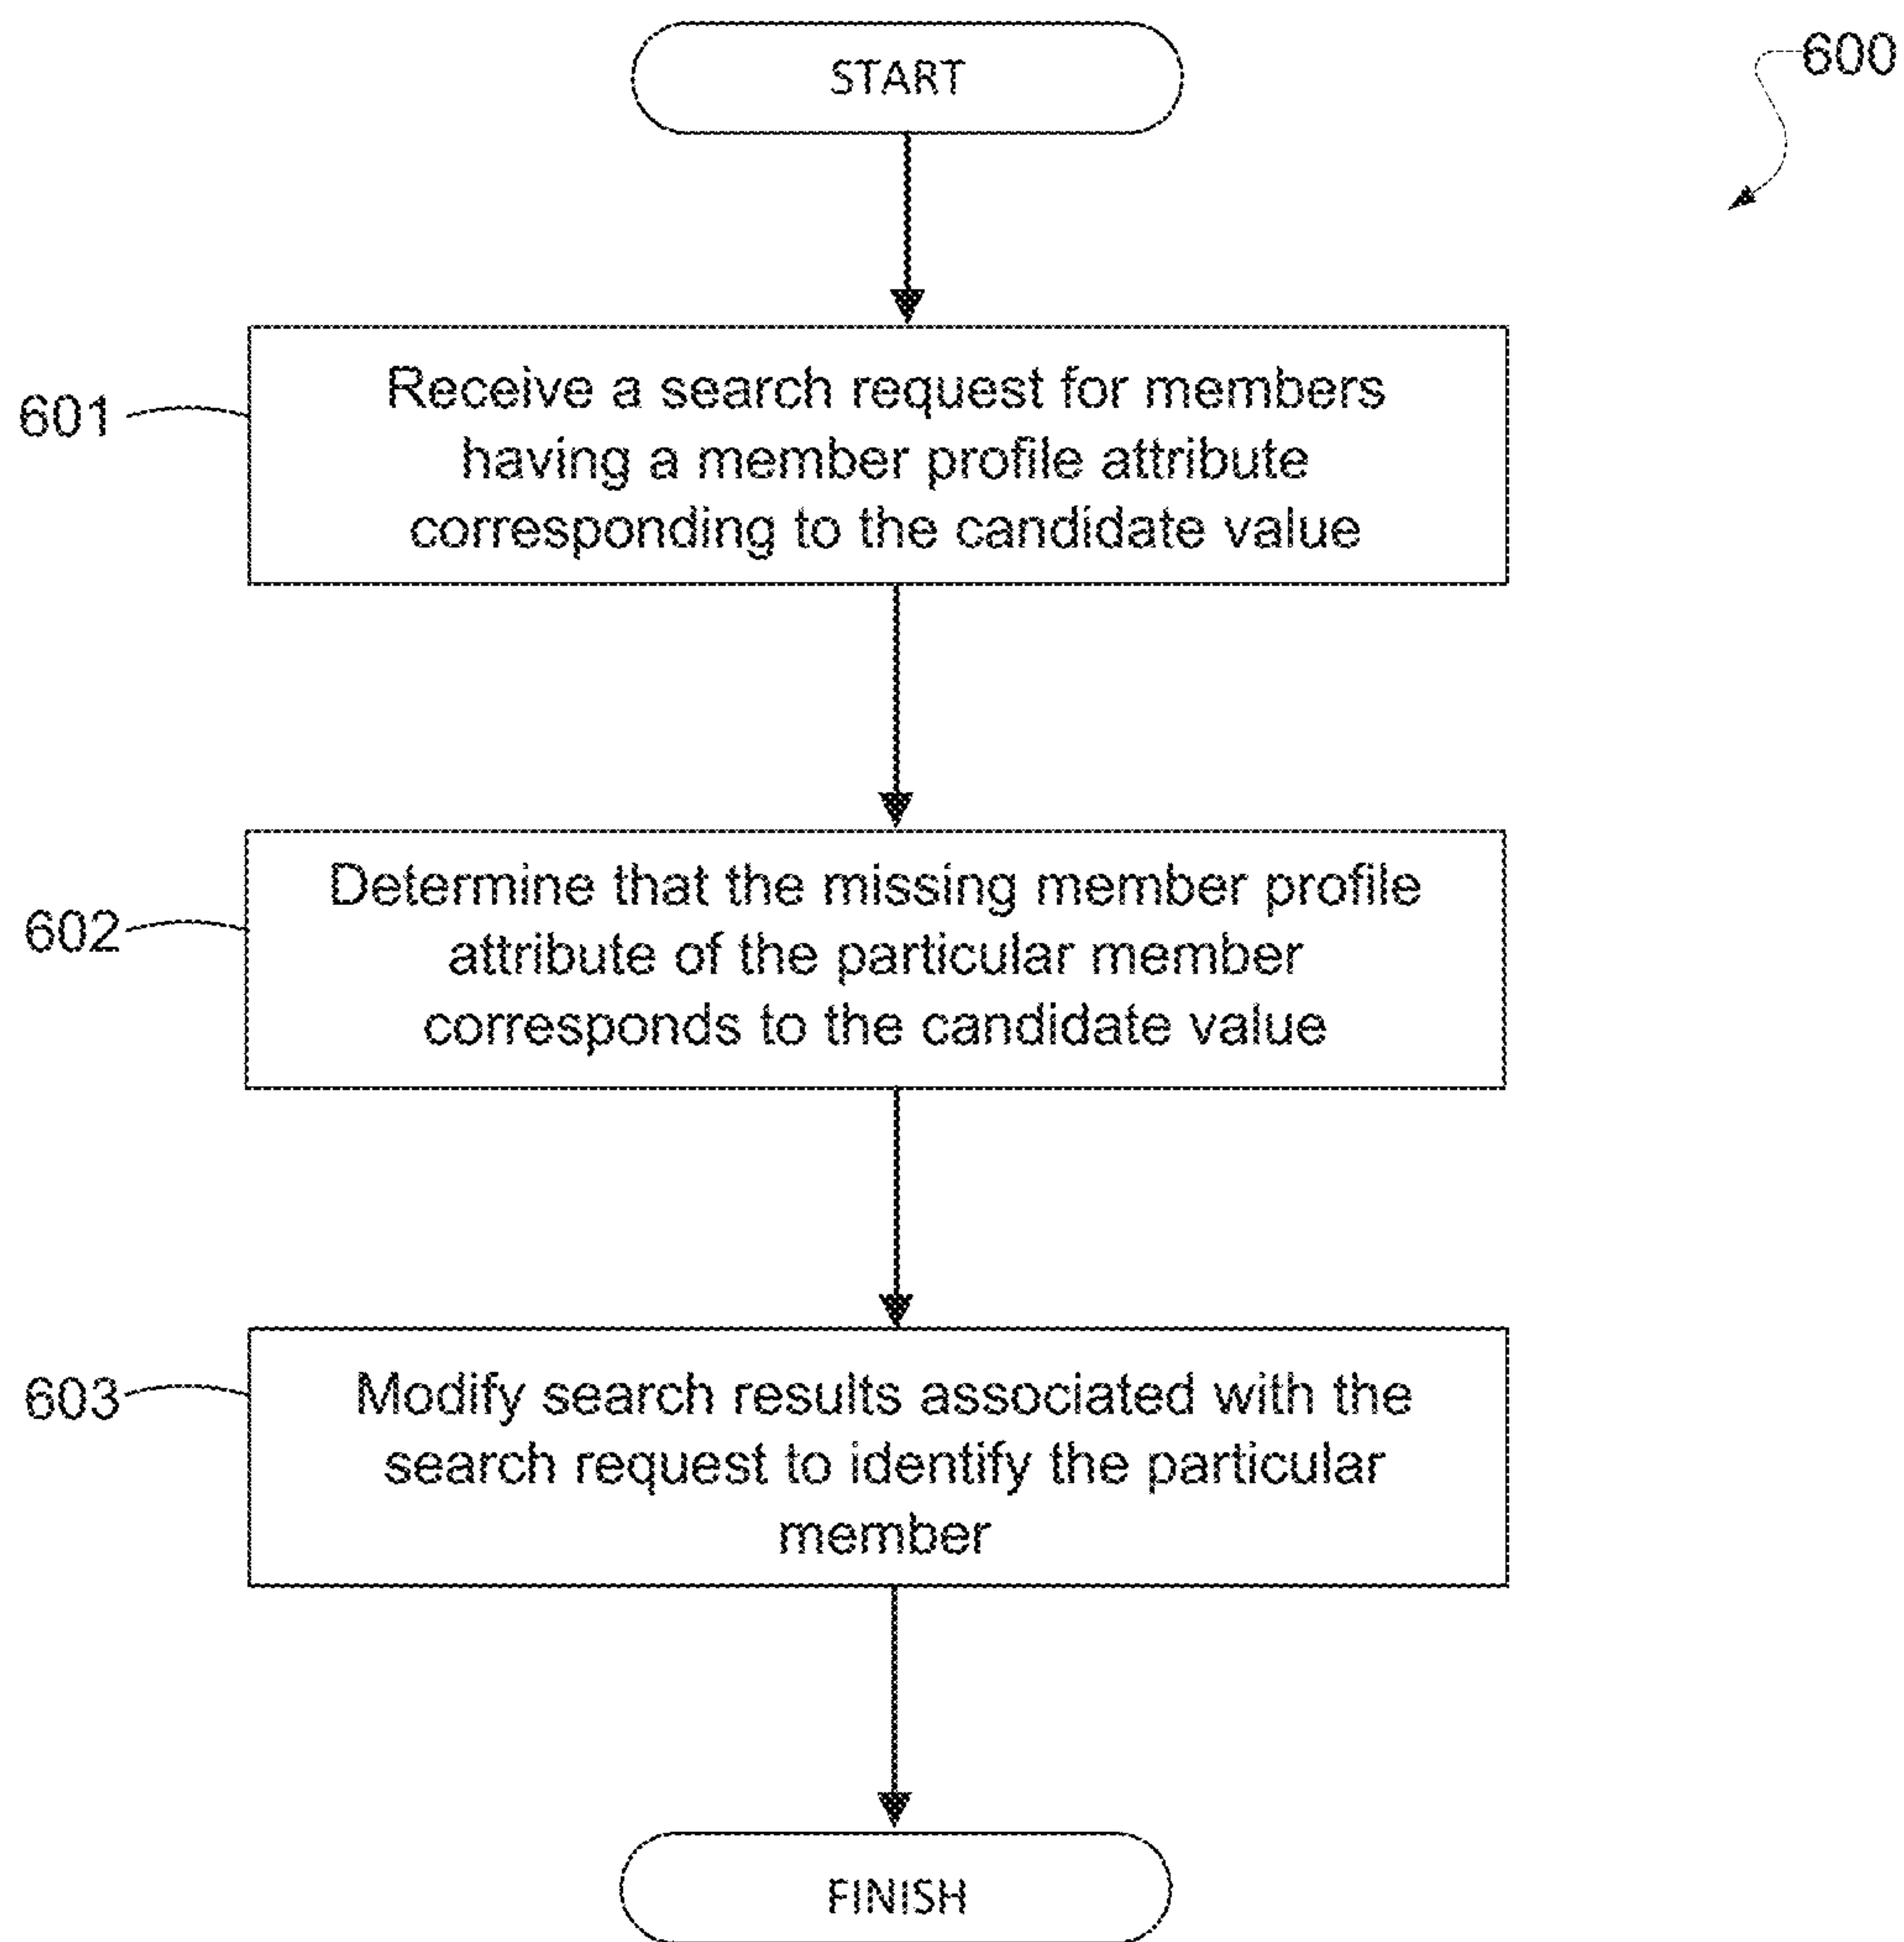 START
600
601
Receive a search request for members
having a member profile attribute
corresponding to the candidate value
602
Determine that the missing member profile
attribute of the particular member
corresponds to the candidate value
603
Modify search results associated with the
search request to identify the particular
member
FINISH